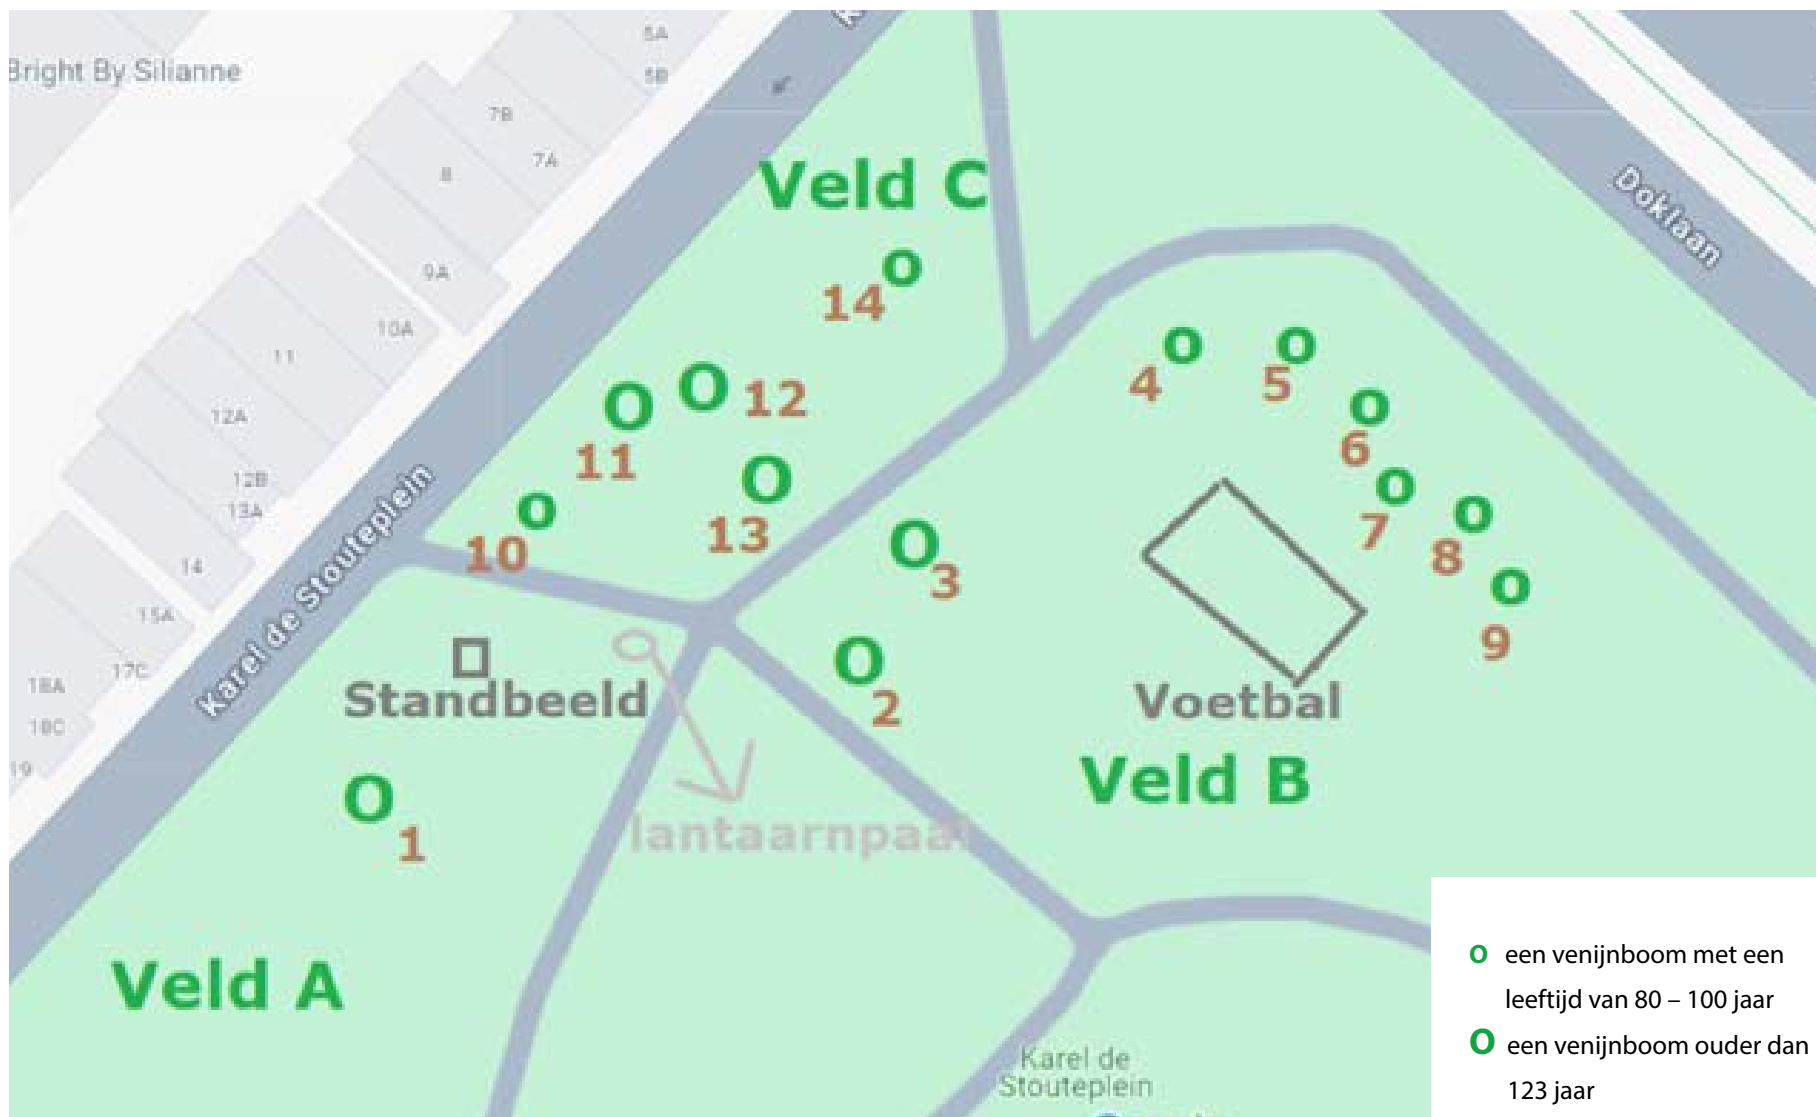 Bright By Silianne
5A
5B
7B
7A
8
9A
10A
11
12A
12B
13A
14
15A
17C
18A
18C
19
Karel de Stouteplein
Doklaan
Veld C
14
O
O
O
12
11
O
13
O
10
O
4
O
5
O
6
O
7
O
8
O
9
O
3
O
2
Standbeeld
Voetbal
Veld B
O
1
lantaarnpaal
Veld A
Karel de
Stouteplein
o een venijnboom met een
leeftijd van 80 – 100 jaar
O een venijnboom ouder dan
123 jaar